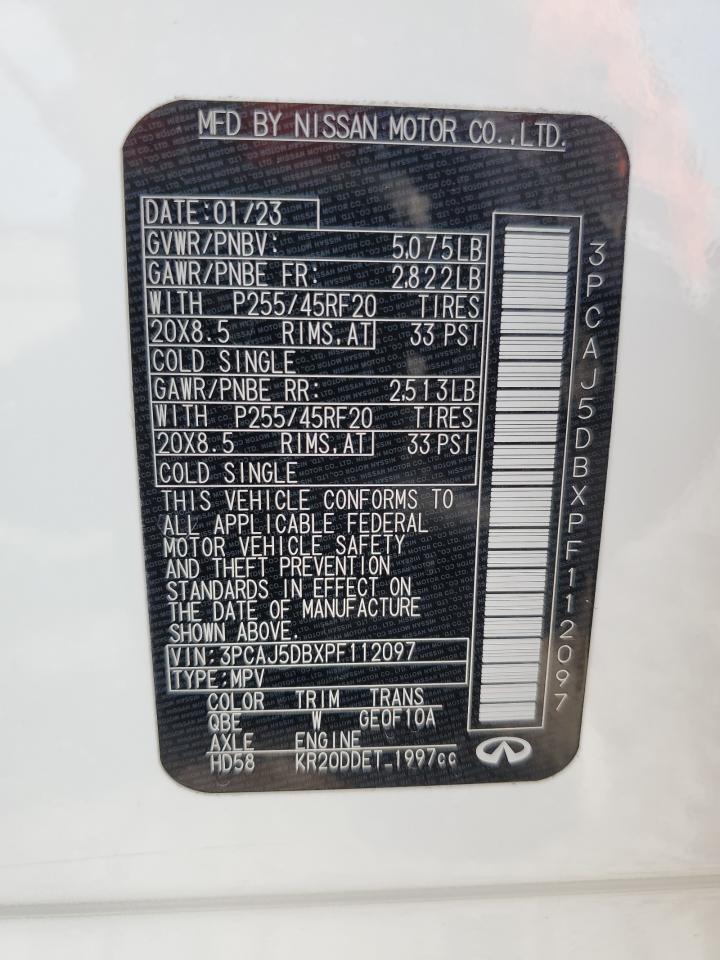 MFD BY NISSAN MOTOR CO.,LTD.
DATE:01/23
GVWR/PNBV: 5,075LB
GAWR/PNBE FR: 2,822LB
WITH P255/45RF20 TIRES
20X8.5 RIMS,AT 33 PSI
COLD SINGLE
GAWR/PNBE RR: 2,513LB
WITH P255/45RF20 TIRES
20X8.5 RIMS,AT 33 PSI
COLD SINGLE
THIS VEHICLE CONFORMS TO
ALL APPLICABLE FEDERAL
MOTOR VEHICLE SAFETY
AND THEFT PREVENTION
STANDARDS IN EFFECT ON
THE DATE OF MANUFACTURE
SHOWN ABOVE.
VIN:3PCAJ5DBXPF112097
TYPE:MPV
COLOR TRIM TRANS
QBE W GE0F10A
AXLE ENGINE
HD58 KR20DDET-1997cc
3PCAJ5DBXPF112097